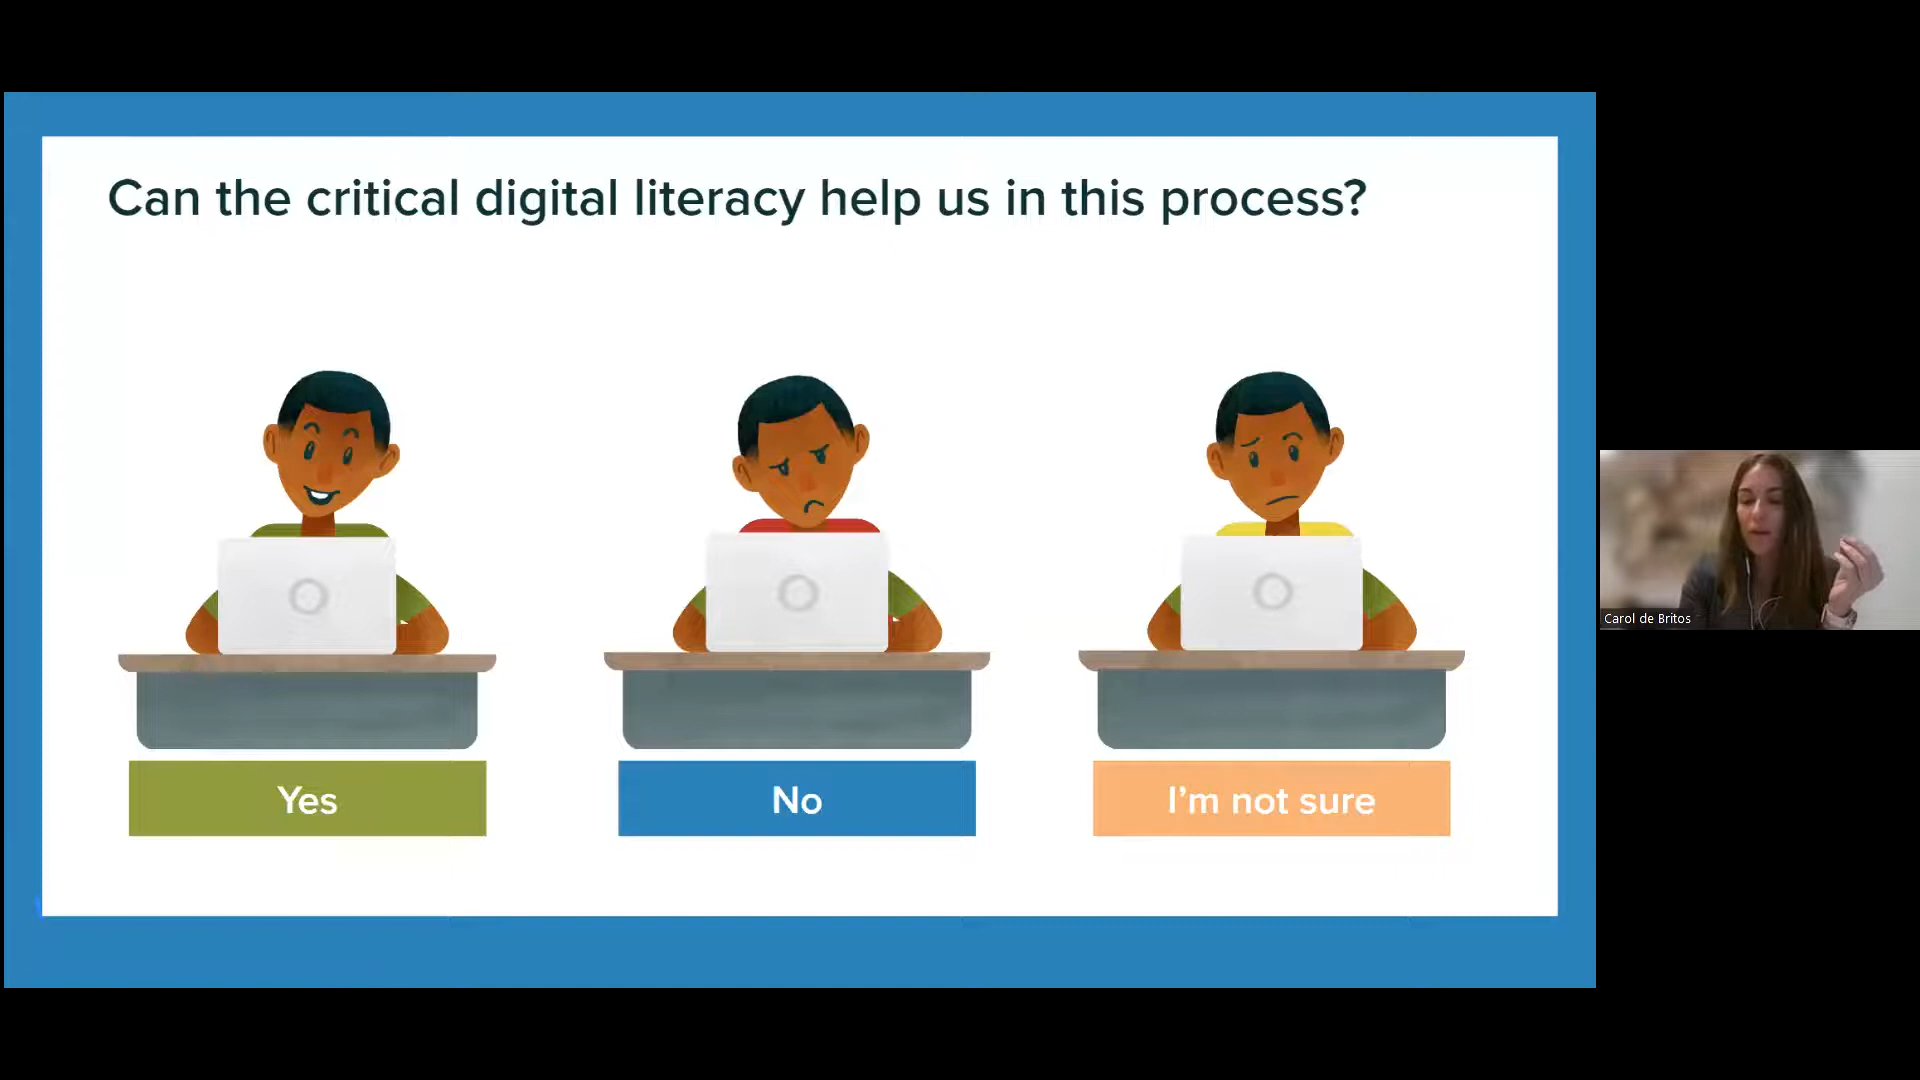 Can the critical digital literacy help us in this process?
Yes
No
I'm not sure
Carol de Britos